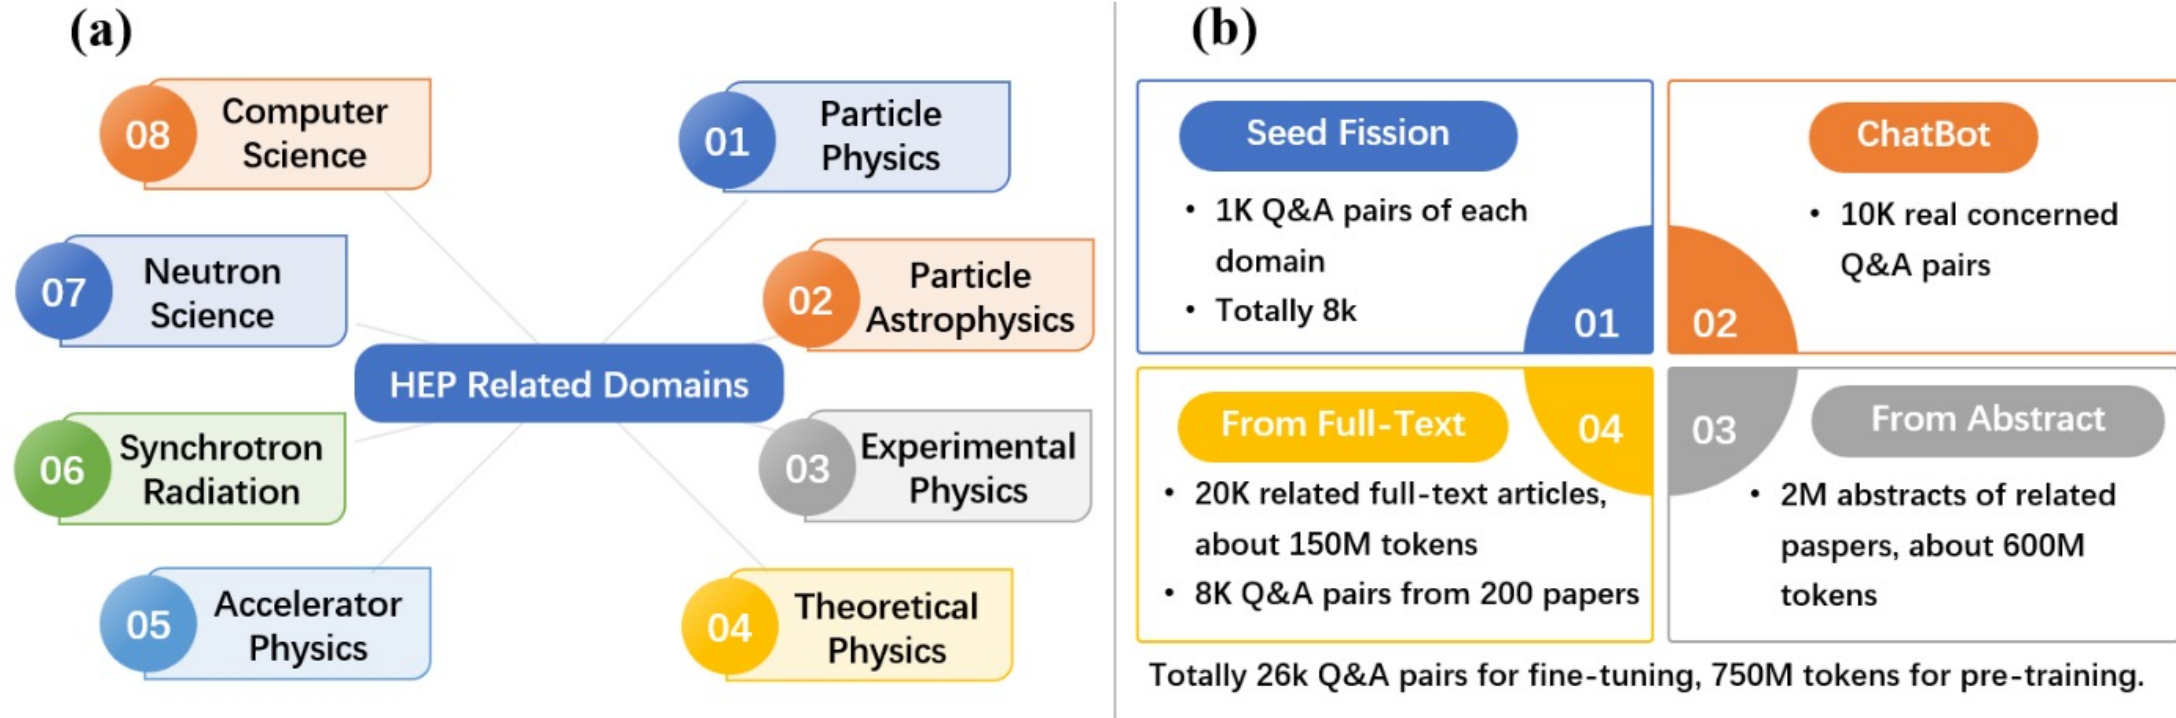 (a)
08
Computer
Science
01
Particle
Physics
07
Neutron
Science
02
Particle
Astrophysics
HEP Related Domains
06
Synchrotron
Radiation
03
Experimental
Physics
05
Accelerator
Physics
04
Theoretical
Physics
(b)
Seed Fission
• 1K Q&A pairs of each
domain
• Totally 8k
01
ChatBot
• 10K real concerned
Q&A pairs
02
From Full-Text
04
• 20K related full-text articles,
about 150M tokens
• 8K Q&A pairs from 200 papers
03
From Abstract
• 2M abstracts of related
paspers, about 600M
tokens
Totally 26k Q&A pairs for fine-tuning, 750M tokens for pre-training.